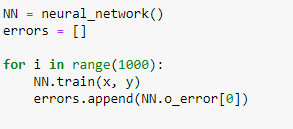 NN = neural_network()
errors = []
for i in range(1000):
    NN.train(x, y)
    errors.append(NN.o_error[0])